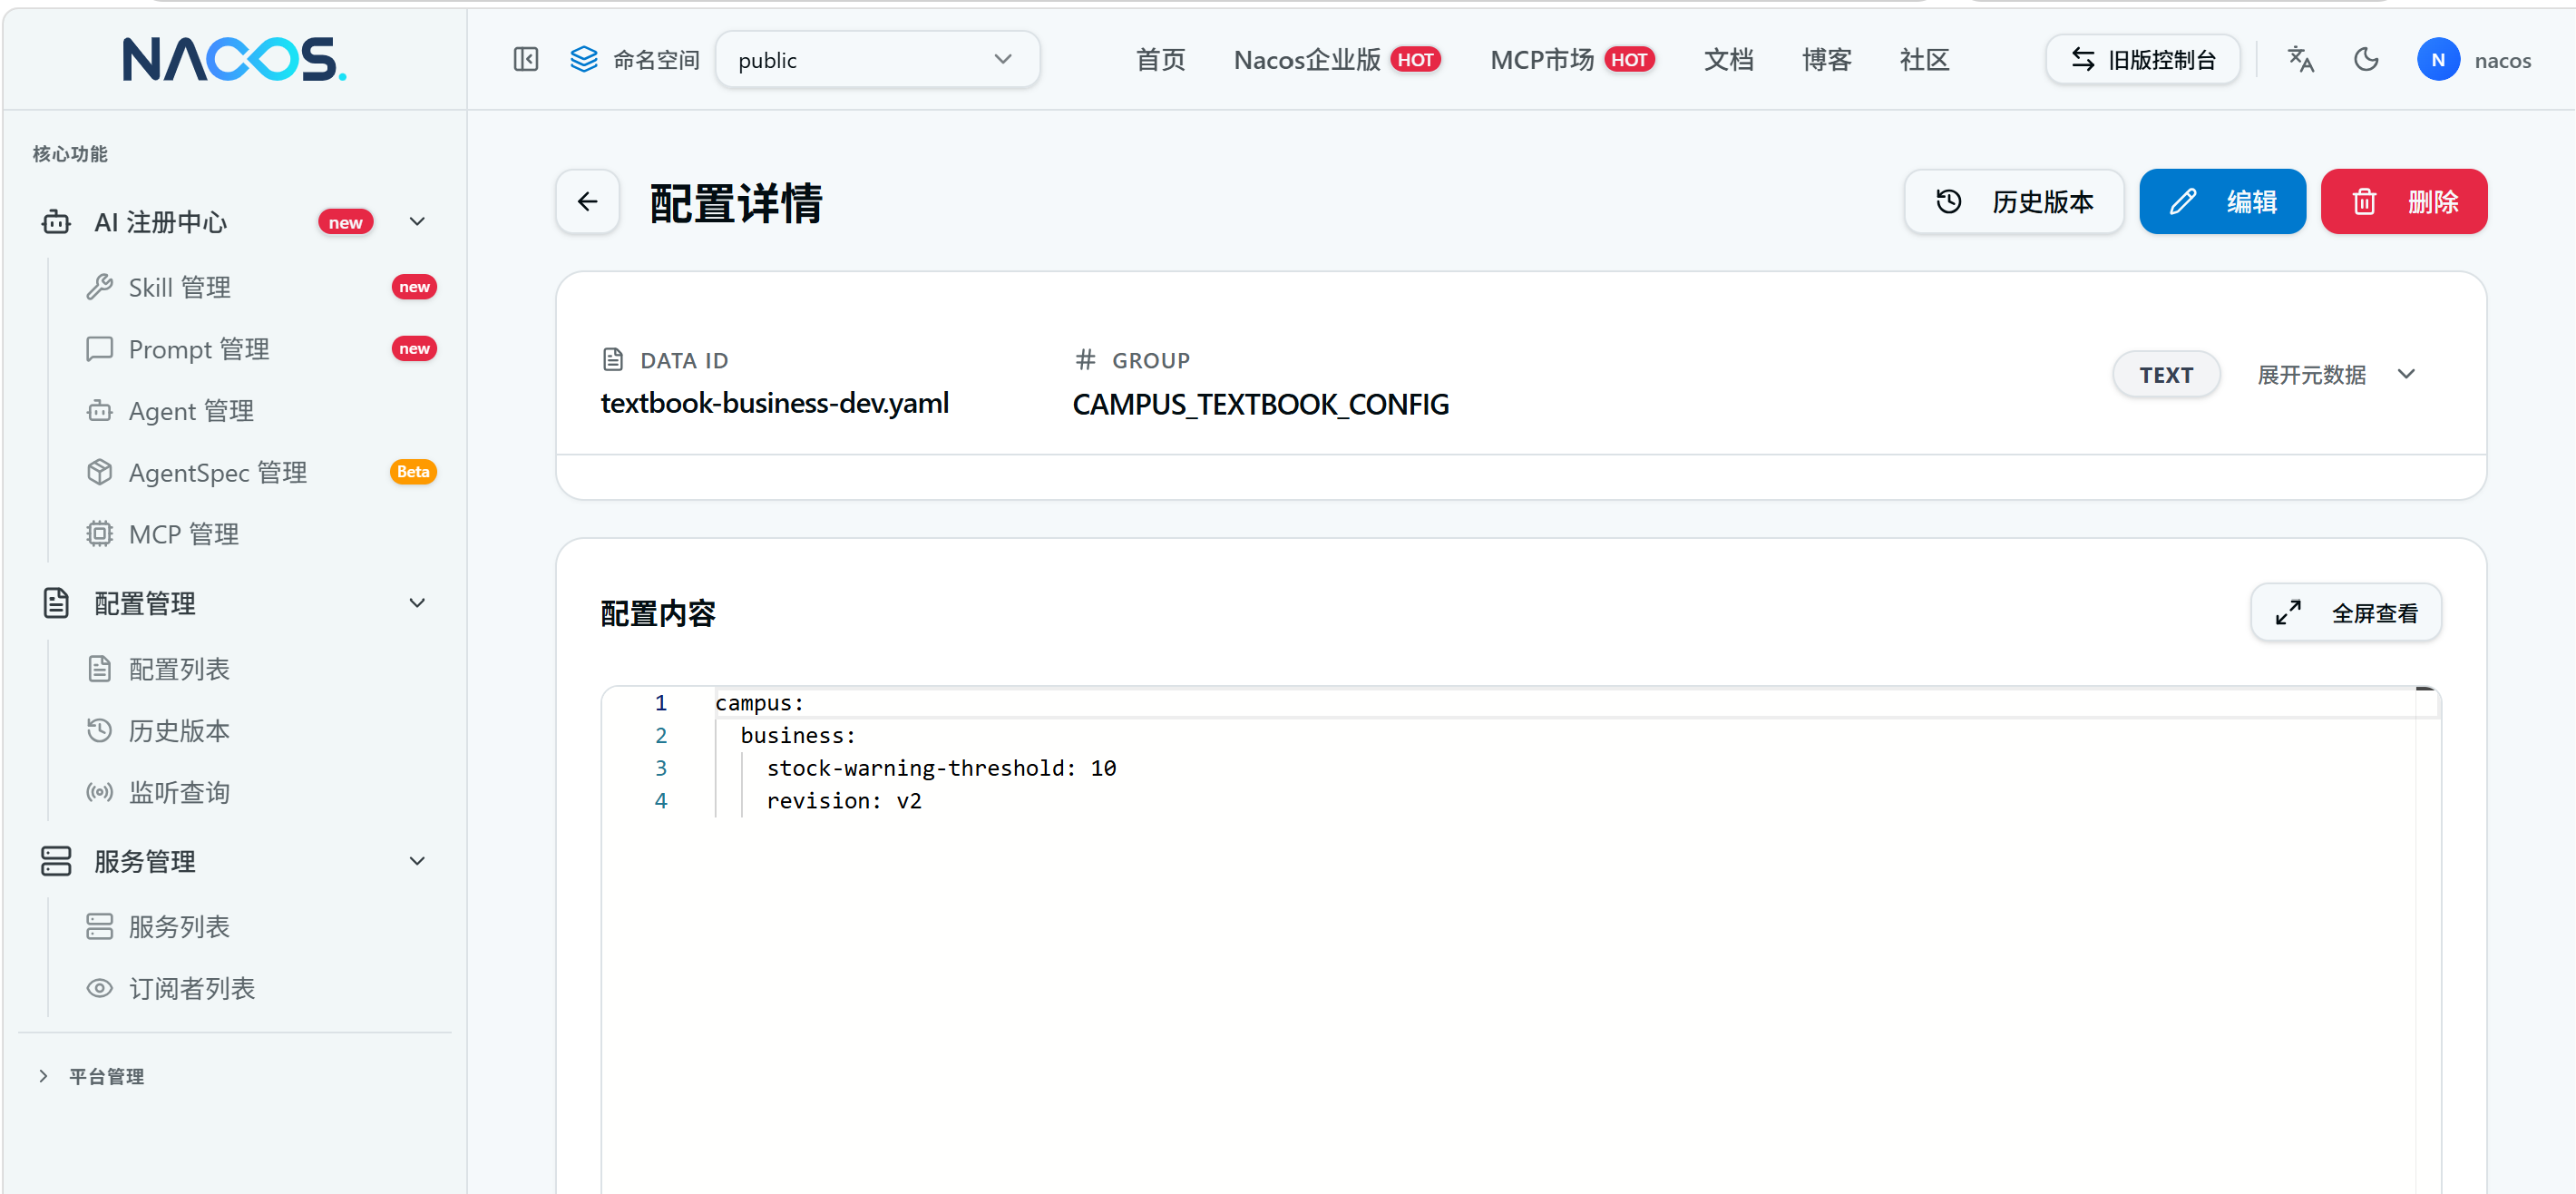 NACOS.
命名空间
public
首页
Nacos企业版 HOT
MCP市场 HOT
文档
博客
社区
旧版控制台
N
nacos
核心功能
AI 注册中心 new
Skill 管理 new
Prompt 管理 new
Agent 管理
AgentSpec 管理 Beta
MCP 管理
配置管理
配置列表
历史版本
监听查询
服务管理
服务列表
订阅者列表
平台管理
配置详情
历史版本
编辑
删除
DATA ID
textbook-business-dev.yaml
GROUP
CAMPUS_TEXTBOOK_CONFIG
TEXT
展开元数据
配置内容
全屏查看
1 campus:
2 business:
3 stock-warning-threshold: 10
4 revision: v2